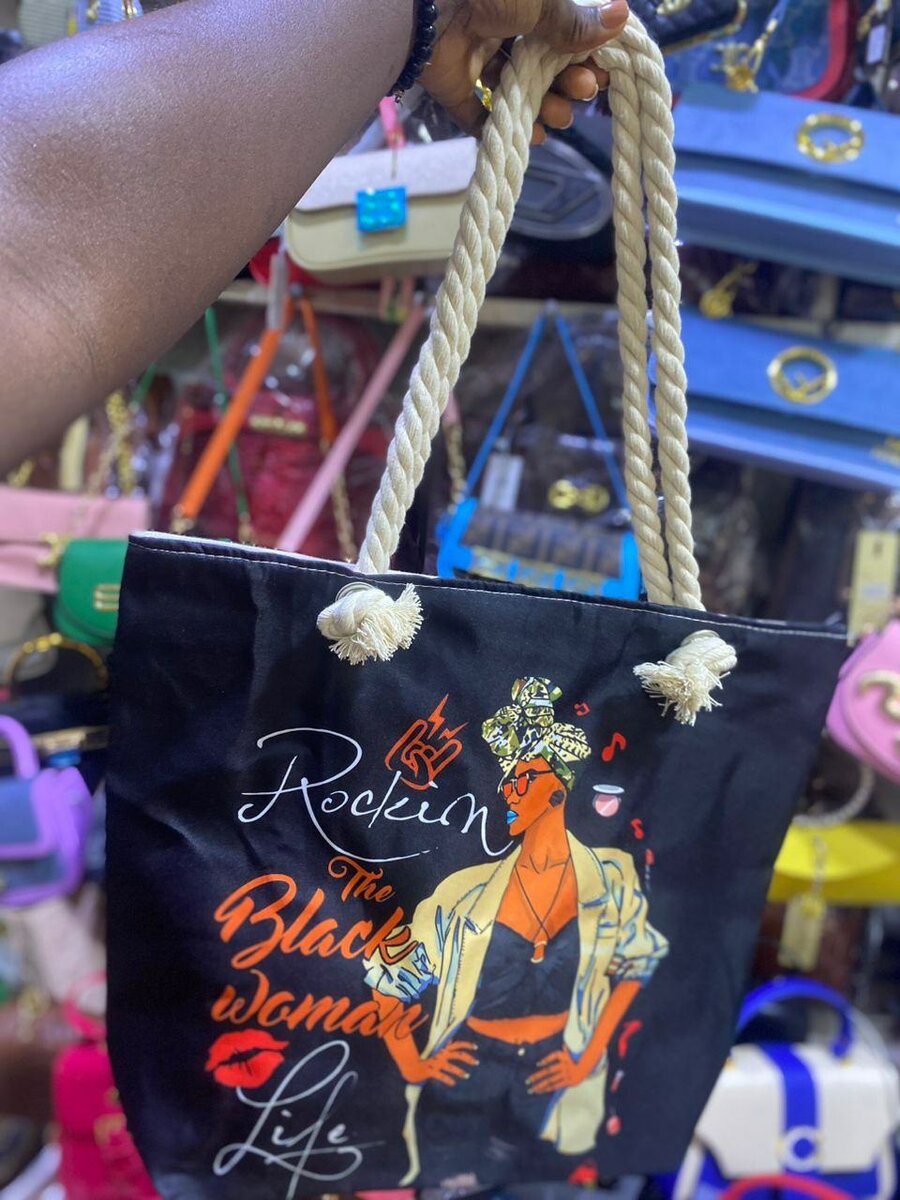 Rockin
The
Black
woman
Life